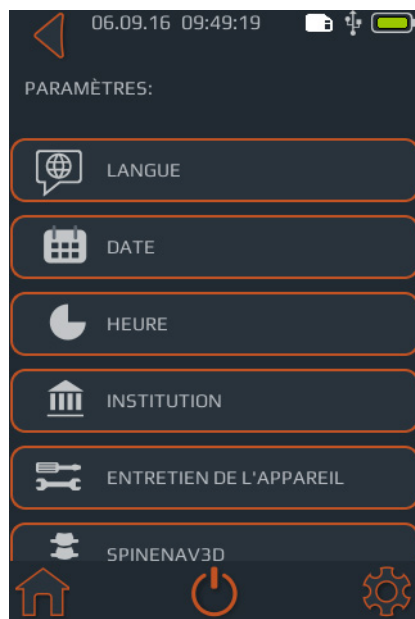 06.09.16 09:49:19
PARAMÈTRES:
LANGUE
DATE
HEURE
INSTITUTION
ENTRETIEN DE L'APPAREIL
SPINENAV3D